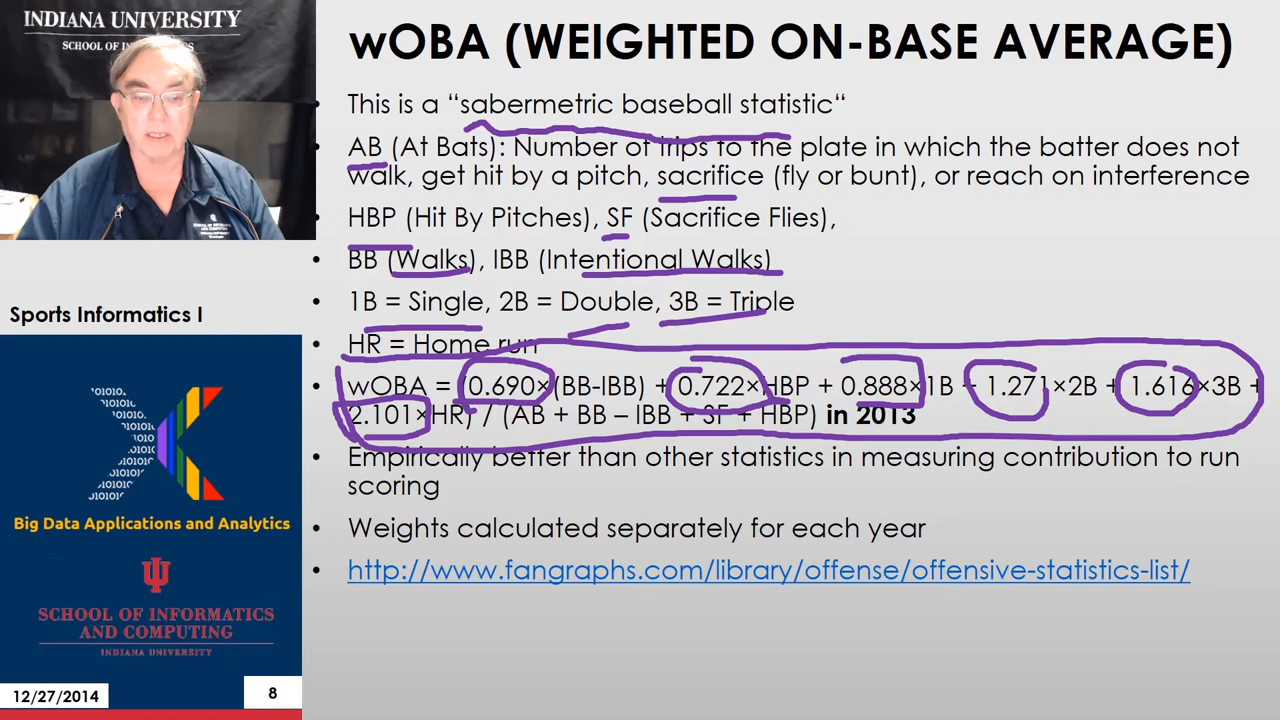 INDIANA UNIVERSITY
SCHOOL OF
wOBA (WEIGHTED ON-BASE AVERAGE)
• This is a “sabermetric baseball statistic“
• AB (At Bats): Number of trips to the plate in which the batter does not
walk, get hit by a pitch, sacrifice (fly or bunt), or reach on interference
• HBP (Hit By Pitches), SF (Sacrifice Flies),
• BB (Walks), IBB (Intentional Walks)
• 1B = Single, 2B = Double, 3B = Triple
• HR = Home run
• wOBA = (0.690×(BB-IBB) + 0.722×HBP + 0.888×1B + 1.271×2B + 1.616×3B +
2.101×HR) / (AB + BB – IBB + SF + HBP) in 2013
• Empirically better than other statistics in measuring contribution to run
scoring
• Weights calculated separately for each year
• http://www.fangraphs.com/library/offense/offensive-statistics-list/
Sports Informatics I
Big Data Applications and Analytics
SCHOOL OF INFORMATICS
AND COMPUTING
INDIANA UNIVERSITY
12/27/2014
8